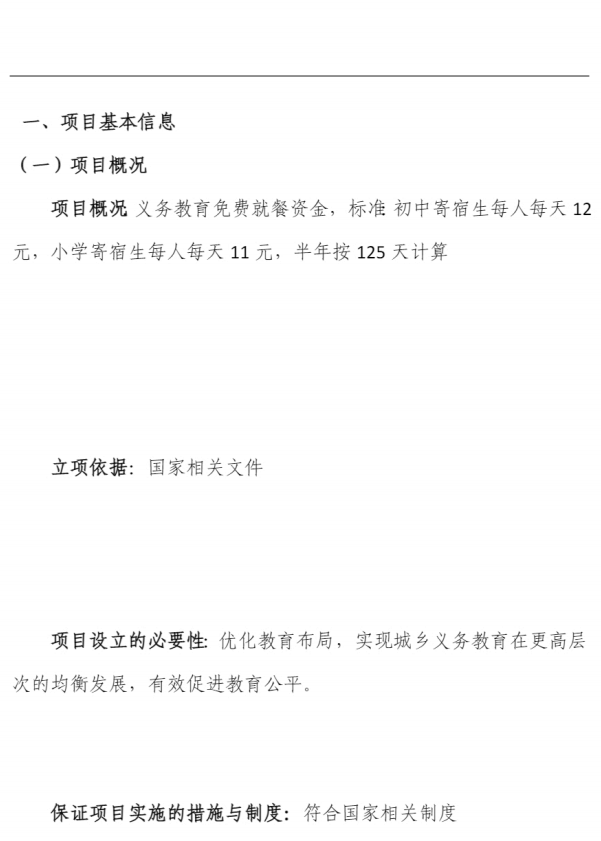 一、项目基本信息
（一）项目概况
项目概况: 义务教育免费就餐资金，标准: 初中寄宿生每人每天 12
元，小学寄宿生每人每天 11 元，半年按 125 天计算
立项依据：国家相关文件
项目设立的必要性: 优化教育布局，实现城乡义务教育在更高层
次的均衡发展，有效促进教育公平。
保证项目实施的措施与制度：符合国家相关制度